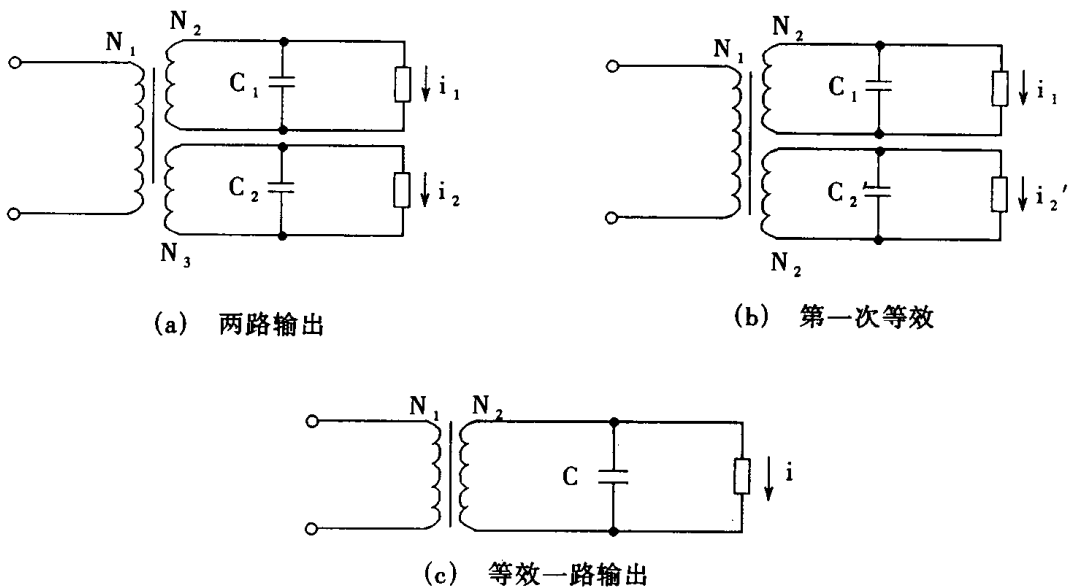 N₁ N₂
C₁ i₁
C₂ i₂
N₃
(a) 两路输出
N₁ N₂
C₁ i₁
C₂′ i₂′
N₂
(b) 第一次等效
N₁ N₂
C i
(c) 等效一路输出